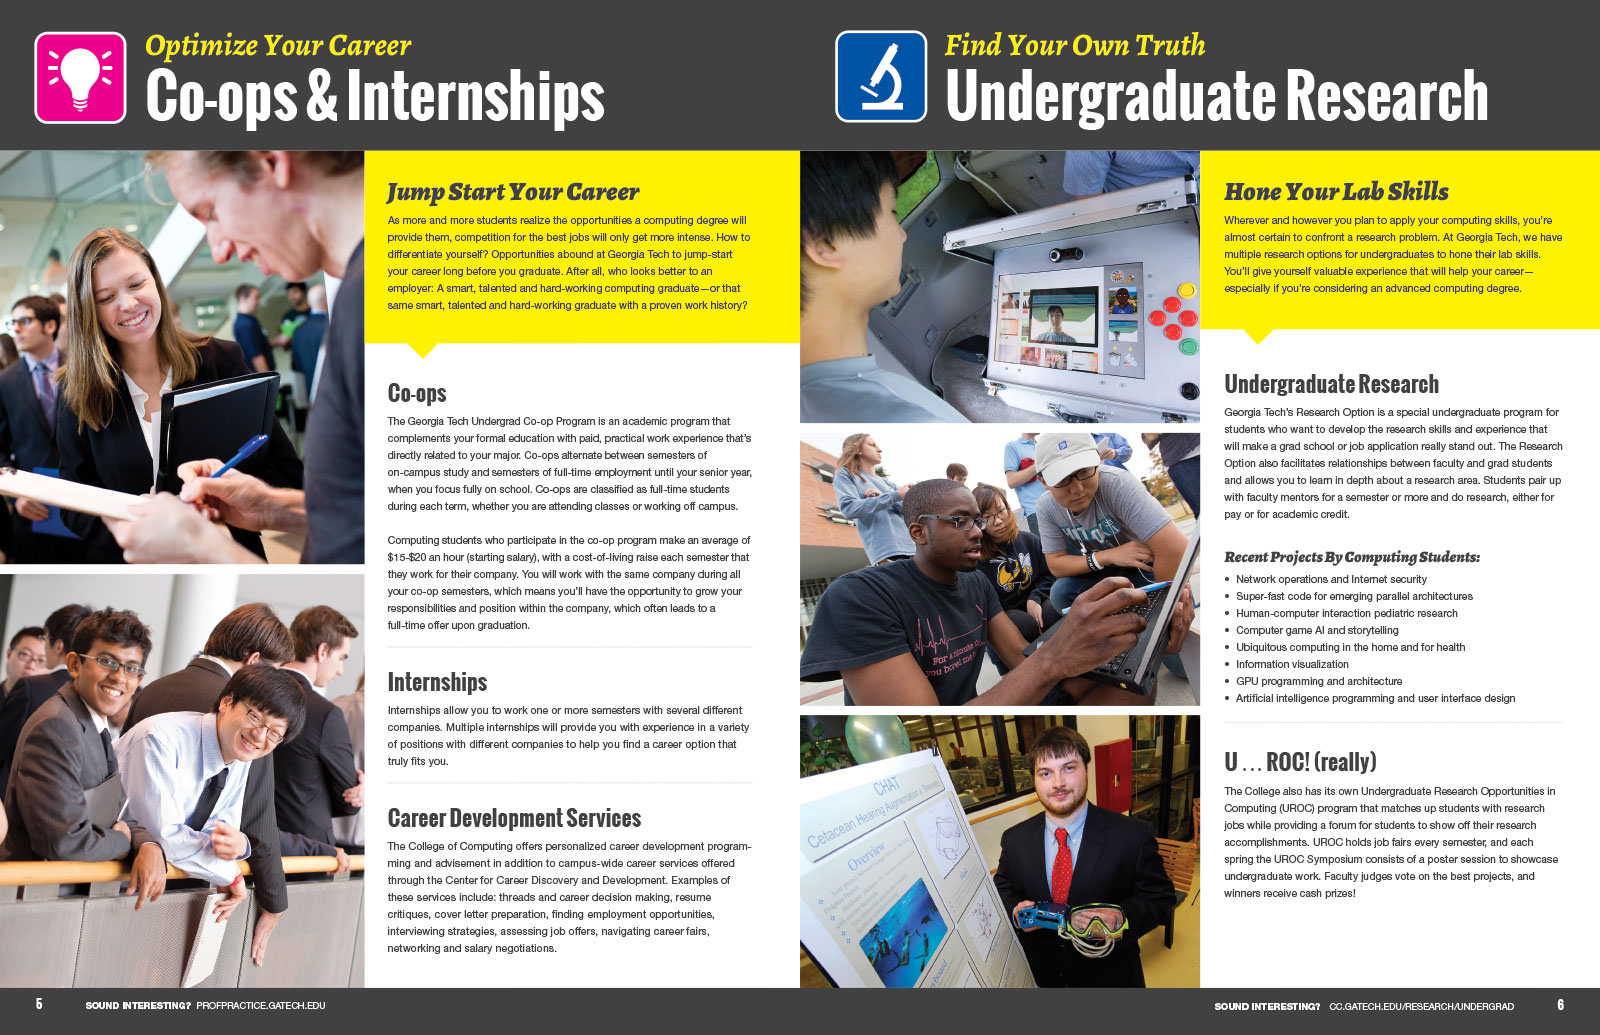 Optimize Your Career
Co-ops & Internships
Jump Start Your Career
As more and more students realize the opportunities a computing degree will
provide them, competition for the best jobs will only get more intense. How to
differentiate yourself? Opportunities abound at Georgia Tech to jump-start
your career long before you graduate. After all, who looks better to an
employer: A smart, talented and hard-working computing graduate—or that
same smart, talented and hard-working graduate with a proven work history?
Co-ops
The Georgia Tech Undergrad Co-op Program is an academic program that
complements your formal education with paid, practical work experience that's
directly related to your major. Co-ops alternate between semesters of
on-campus study and semesters of full-time employment until your senior year,
when you focus fully on school. Co-ops are classified as full-time students
during each term, whether you are attending classes or working off campus.
Computing students who participate in the co-op program make an average of
$15-$20 an hour (starting salary), with a cost-of-living raise each semester that
they work for their company. You will work with the same company during all
your co-op semesters, which means you'll have the opportunity to grow your
responsibilities and position within the company, which often leads to a
full-time offer upon graduation.
Internships
Internships allow you to work one or more semesters with several different
companies. Multiple internships will provide you with experience in a variety
of positions with different companies to help you find a career option that
truly fits you.
Career Development Services
The College of Computing offers personalized career development program-
ming and advisement in addition to campus-wide career services offered
through the Center for Career Discovery and Development. Examples of
these services include: threads and career decision making, resume
critiques, cover letter preparation, finding employment opportunities,
interviewing strategies, assessing job offers, navigating career fairs,
networking and salary negotiations.
5
SOUND INTERESTING? PROFPRACTICE.GATECH.EDU
Find Your Own Truth
Undergraduate Research
Hone Your Lab Skills
Wherever and however you plan to apply your computing skills, you're
almost certain to confront a research problem. At Georgia Tech, we have
multiple research options for undergraduates to hone their lab skills.
You'll give yourself valuable experience that will help your career—
especially if you're considering an advanced computing degree.
For a minute
you bored me
CHAT
Cetacean Hearing Augmentation & Telemetry
Overview
Undergraduate Research
Georgia Tech's Research Option is a special undergraduate program for
students who want to develop the research skills and experience that
will make a grad school or job application really stand out. The Research
Option also facilitates relationships between faculty and grad students
and allows you to learn in depth about a research area. Students pair up
with faculty mentors for a semester or more and do research, either for
pay or for academic credit.
Recent Projects By Computing Students:
• Network operations and Internet security
• Super-fast code for emerging parallel architectures
• Human-computer interaction pediatric research
• Computer game AI and storytelling
• Ubiquitous computing in the home and for health
• Information visualization
• GPU programming and architecture
• Artificial intelligence programming and user interface design
U ... ROC! (really)
The College also has its own Undergraduate Research Opportunities in
Computing (UROC) program that matches up students with research
jobs while providing a forum for students to show off their research
accomplishments. UROC holds job fairs every semester, and each
spring the UROC Symposium consists of a poster session to showcase
undergraduate work. Faculty judges vote on the best projects, and
winners receive cash prizes!
SOUND INTERESTING? CC.GATECH.EDU/RESEARCH/UNDERGRAD
6